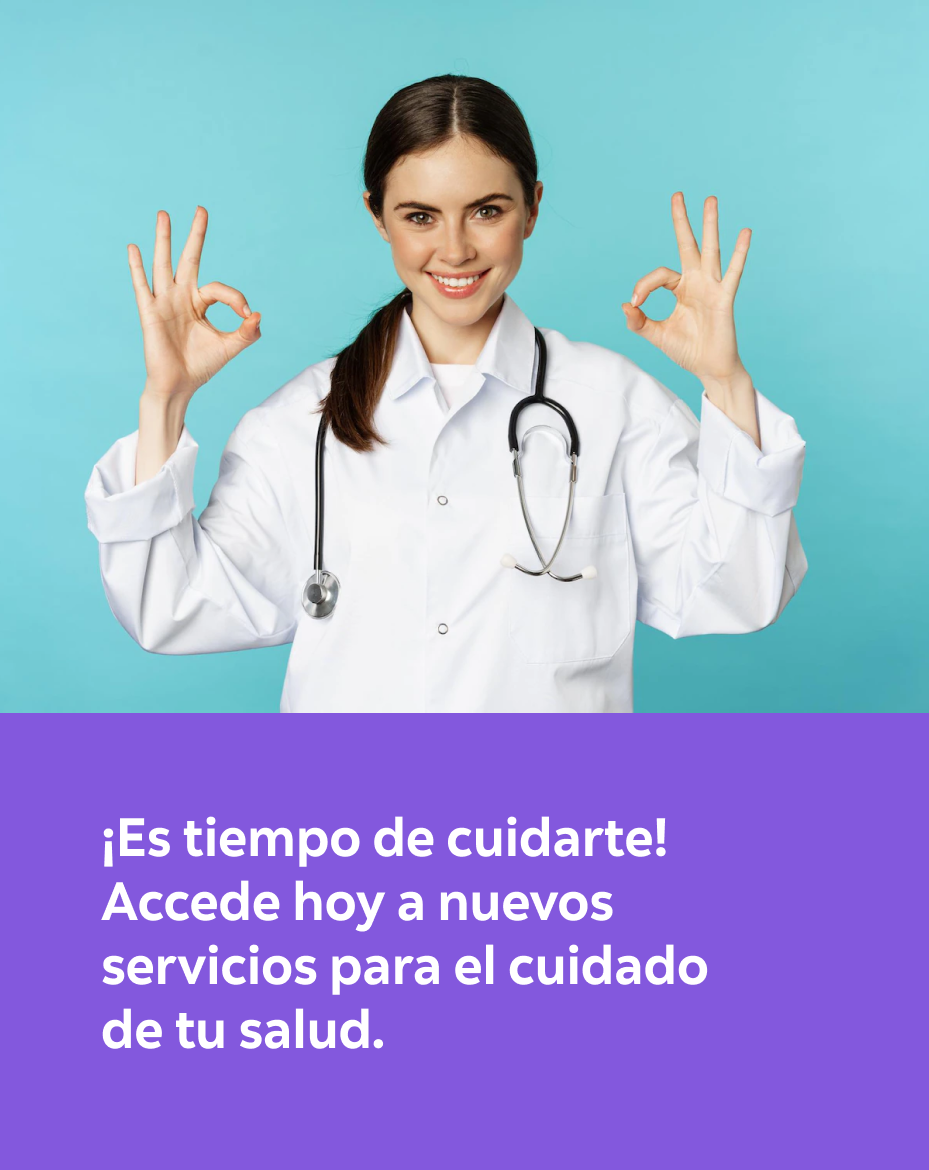 ¡Es tiempo de cuidarte!
Accede hoy a nuevos
servicios para el cuidado
de tu salud.